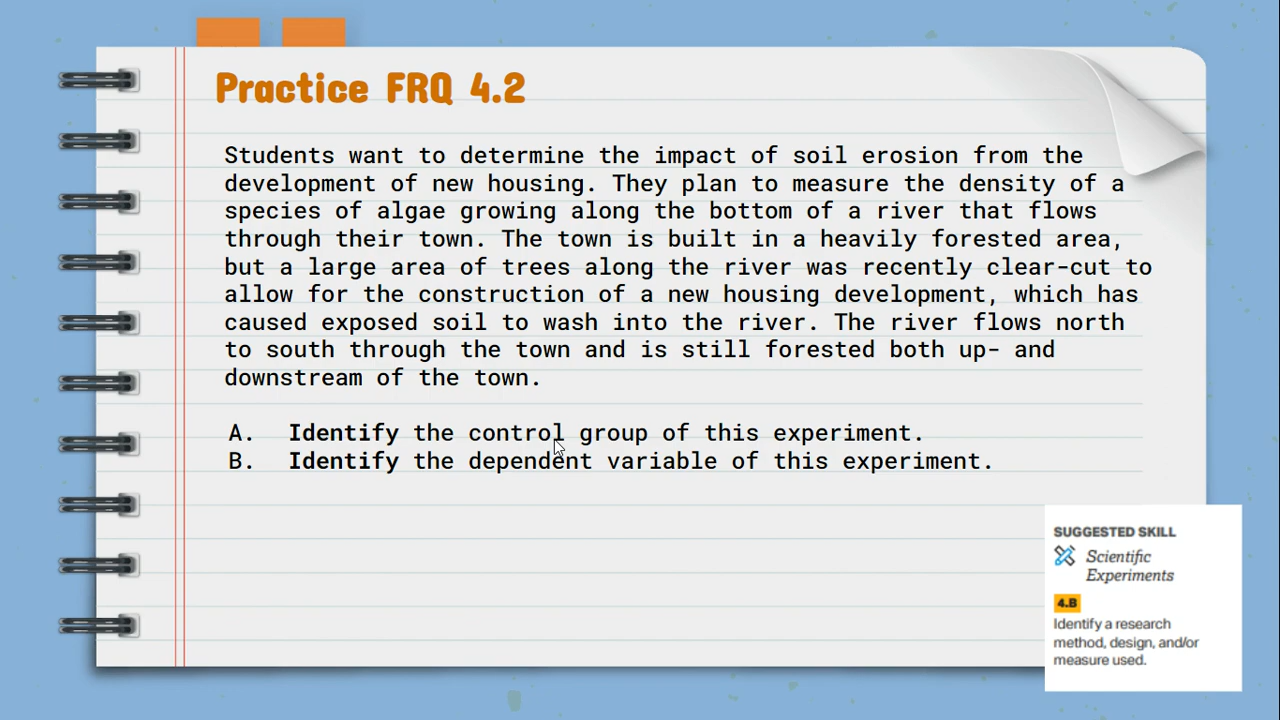 Practice FRQ 4.2
Students want to determine the impact of soil erosion from the
development of new housing. They plan to measure the density of a
species of algae growing along the bottom of a river that flows
through their town. The town is built in a heavily forested area,
but a large area of trees along the river was recently clear-cut to
allow for the construction of a new housing development, which has
caused exposed soil to wash into the river. The river flows north
to south through the town and is still forested both up- and
downstream of the town.
A. Identify the control group of this experiment.
B. Identify the dependent variable of this experiment.
SUGGESTED SKILL
Scientific
Experiments
4.B
Identify a research
method, design, and/or
measure used.